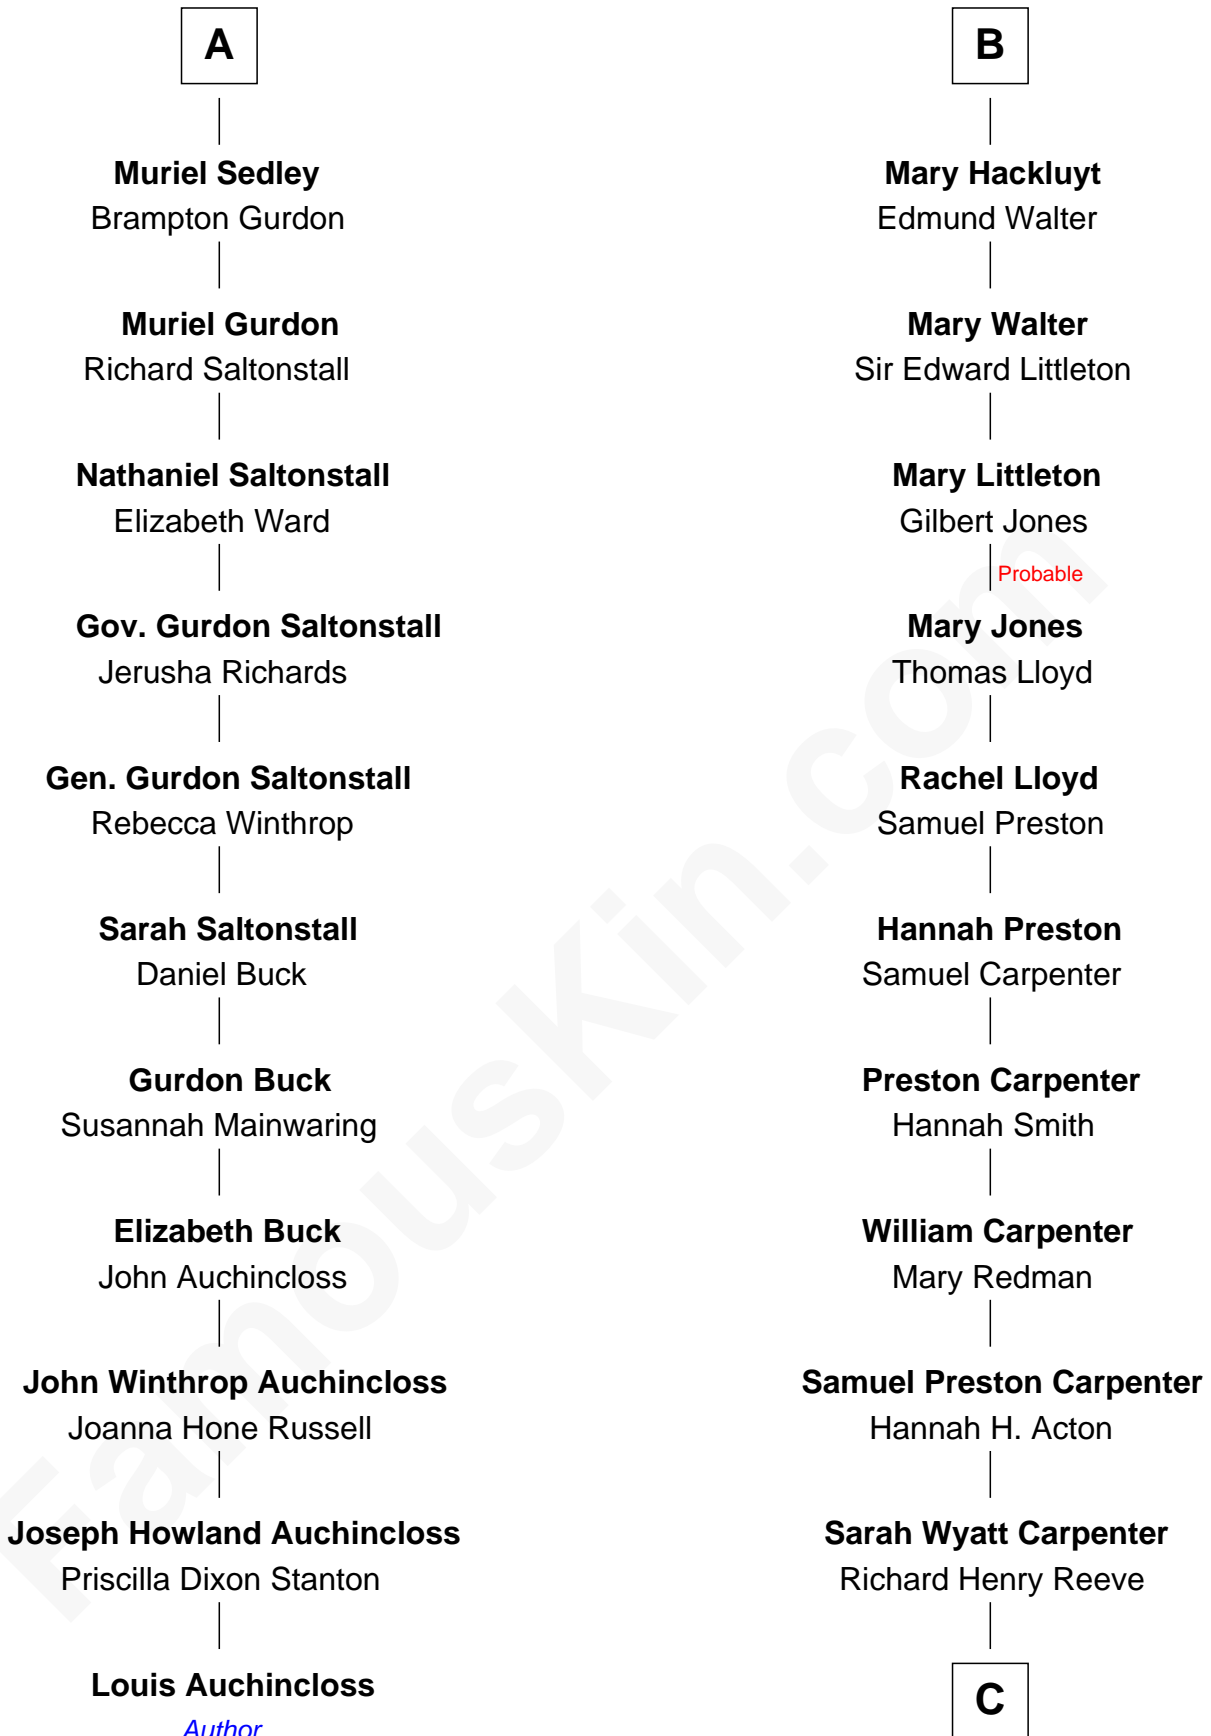 A
Muriel Sedley
Brampton Gurdon
Muriel Gurdon
Richard Saltonstall
Nathaniel Saltonstall
Elizabeth Ward
Gov. Gurdon Saltonstall
Jerusha Richards
Gen. Gurdon Saltonstall
Rebecca Winthrop
Sarah Saltonstall
Daniel Buck
Gurdon Buck
Susannah Mainwaring
Elizabeth Buck
John Auchincloss
John Winthrop Auchincloss
Joanna Hone Russell
Joseph Howland Auchincloss
Priscilla Dixon Stanton
Louis Auchincloss
Author
B
Mary Hackluyt
Edmund Walter
Mary Walter
Sir Edward Littleton
Mary Littleton
Gilbert Jones
Probable
Mary Jones
Thomas Lloyd
Rachel Lloyd
Samuel Preston
Hannah Preston
Samuel Carpenter
Preston Carpenter
Hannah Smith
William Carpenter
Mary Redman
Samuel Preston Carpenter
Hannah H. Acton
Sarah Wyatt Carpenter
Richard Henry Reeve
C
FamousKin.com